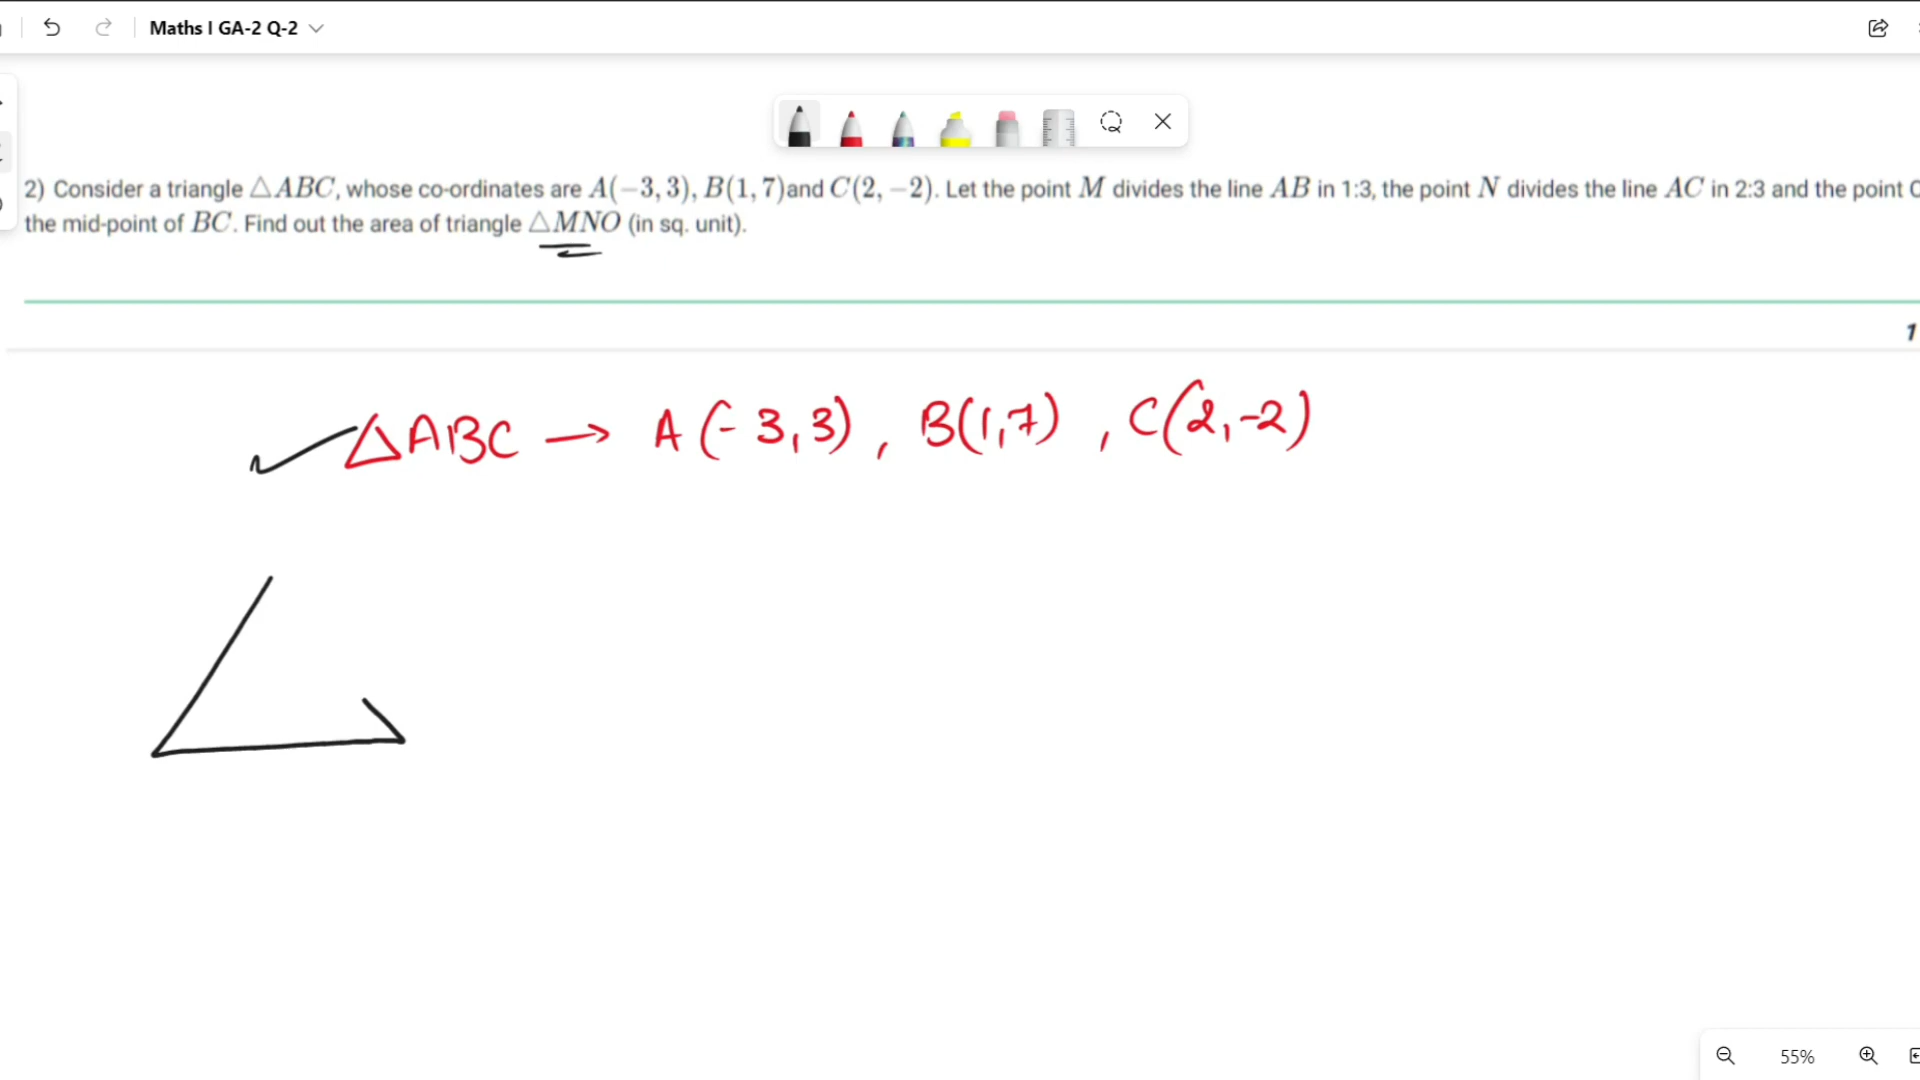 Maths I GA-2 Q-2
2) Consider a triangle △ABC, whose co-ordinates are A(−3, 3), B(1, 7)and C(2, −2). Let the point M divides the line AB in 1:3, the point N divides the line AC in 2:3 and the point
the mid-point of BC. Find out the area of triangle △MNO (in sq. unit).
1
△ABC → A(-3,3), B(1,7), C(2,-2)
55%